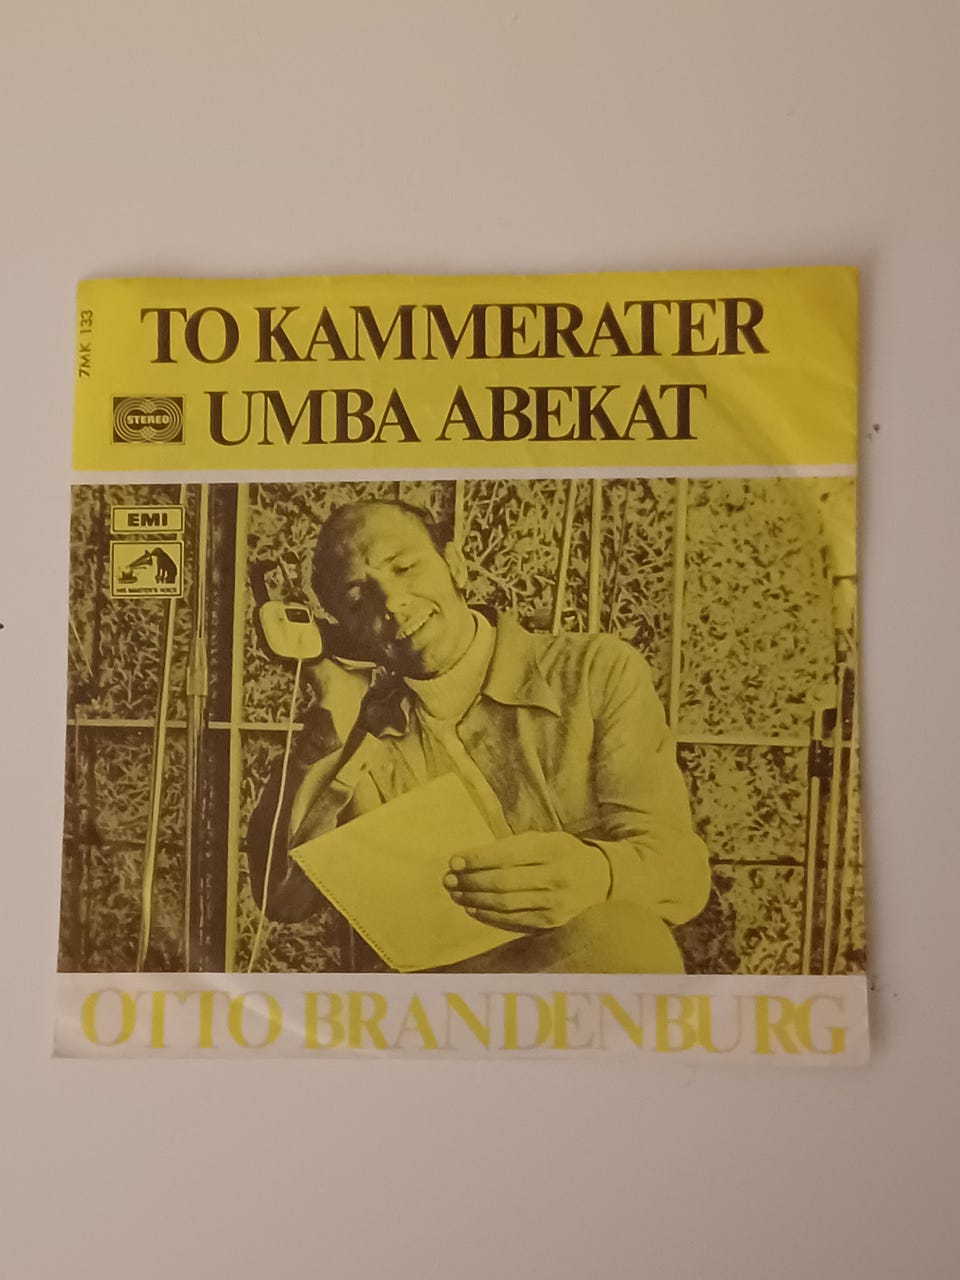 7MK 133
TO KAMMERATER
STEREO
UMBA ABEKAT
EMI
HIS MASTER'S VOICE
OTTO BRANDENBURG